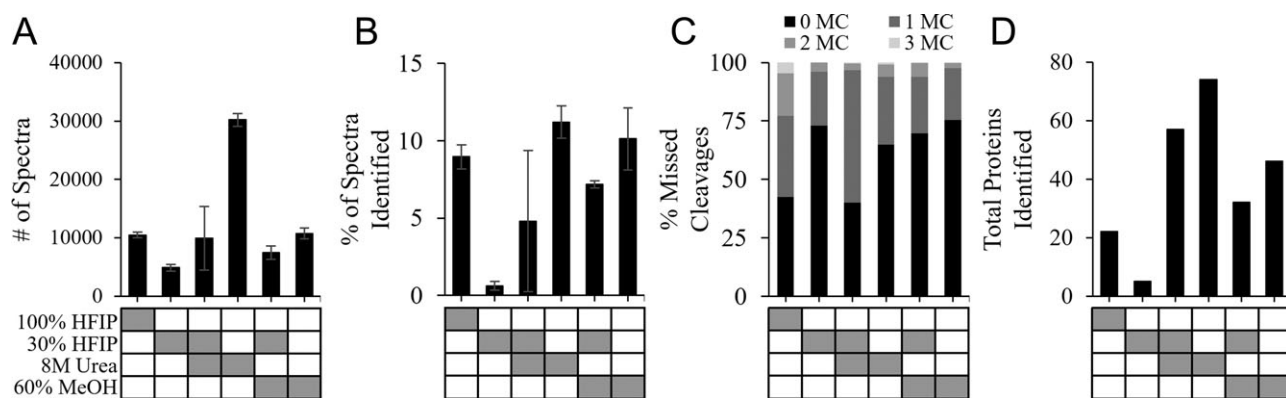 A
# of Spectra
40000
30000
20000
10000
0
100% HFIP
30% HFIP
8M Urea
60% MeOH
B
% of Spectra
Identified
15
10
5
0
C
0 MC
1 MC
2 MC
3 MC
% Missed
Cleavages
100
75
50
25
0
D
Total Proteins
Identified
80
60
40
20
0